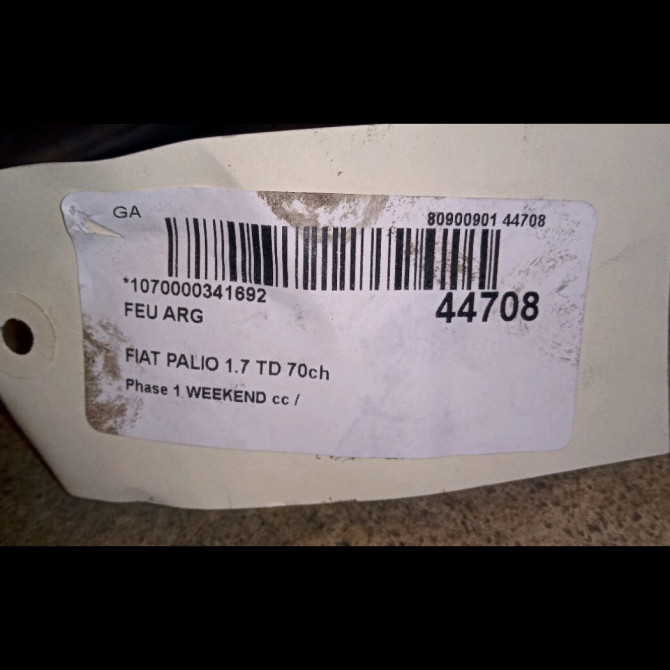 GA
80900901 44708
*1070000341692
44708
FEU ARG
FIAT PALIO 1.7 TD 70ch
Phase 1 WEEKEND cc /